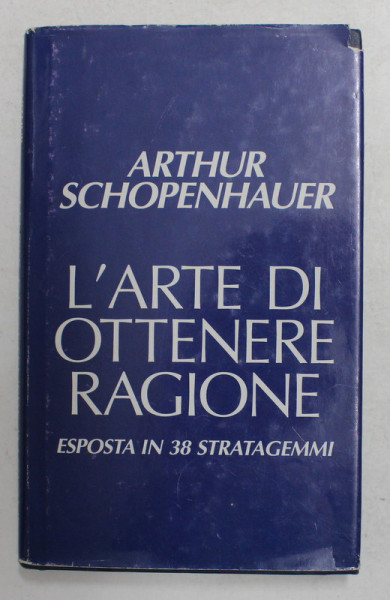 ARTHUR
SCHOPENHAUER
L'ARTE DI
OTTENERE
RAGIONE
ESPOSTA IN 38 STRATAGEMMI